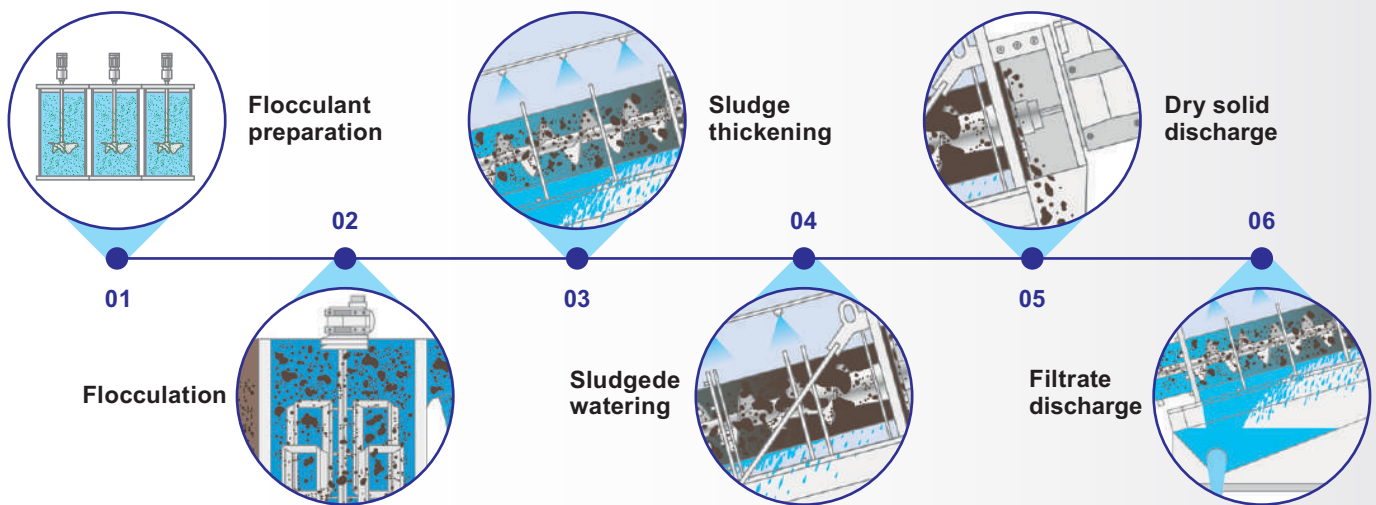 01
Flocculant
preparation
02
Flocculation
03
Sludge
thickening
04
Sludgede
watering
05
Dry solid
discharge
06
Filtrate
discharge